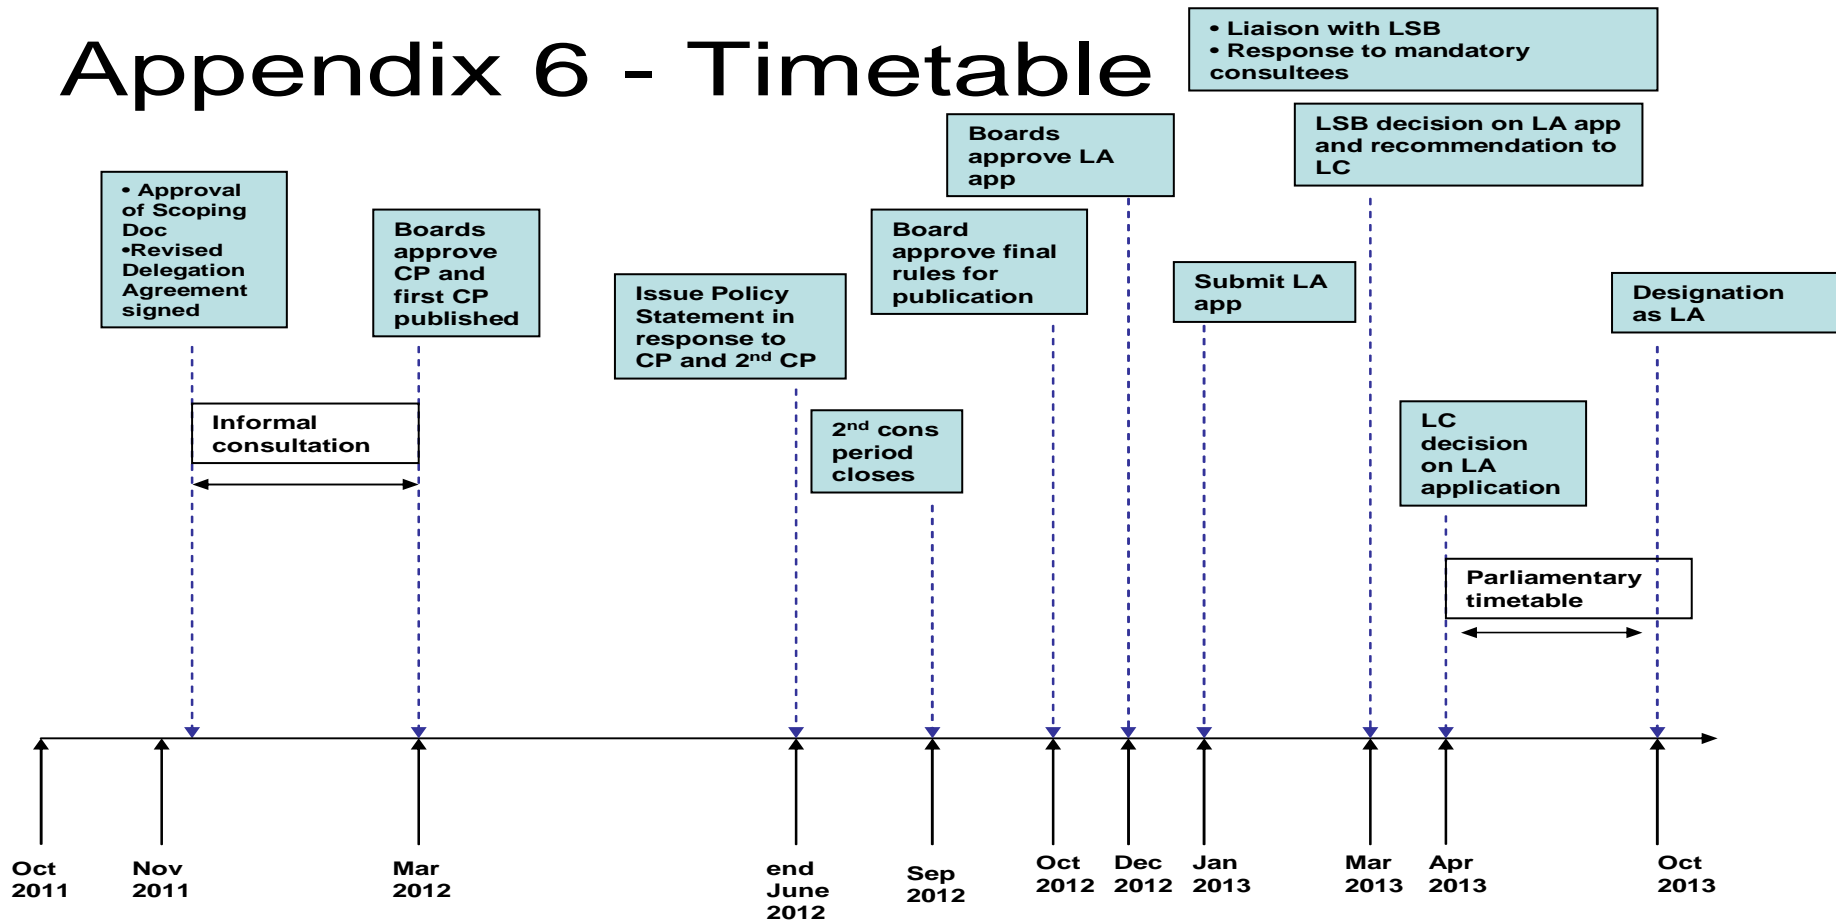 Appendix 6 - Timetable
• Liaison with LSB
• Response to mandatory
consultees
LSB decision on LA app
and recommendation to
LC
Boards
approve LA
app
• Approval
of Scoping
Doc
•Revised
Delegation
Agreement
signed
Boards
approve
CP and
first CP
published
Board
approve final
rules for
publication
Issue Policy
Statement in
response to
CP and 2nd CP
Submit LA
app
Designation
as LA
Informal
consultation
2nd cons
period
closes
LC
decision
on LA
application
Parliamentary
timetable
Oct
2011
Nov
2011
Mar
2012
end
June
2012
Sep
2012
Oct
2012
Dec
2012
Jan
2013
Mar
2013
Apr
2013
Oct
2013